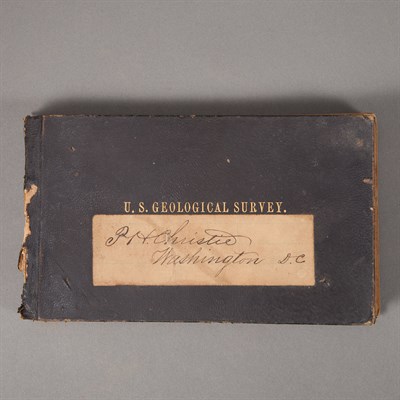 U. S. GEOLOGICAL SURVEY.
P H Christie
Washington D.C